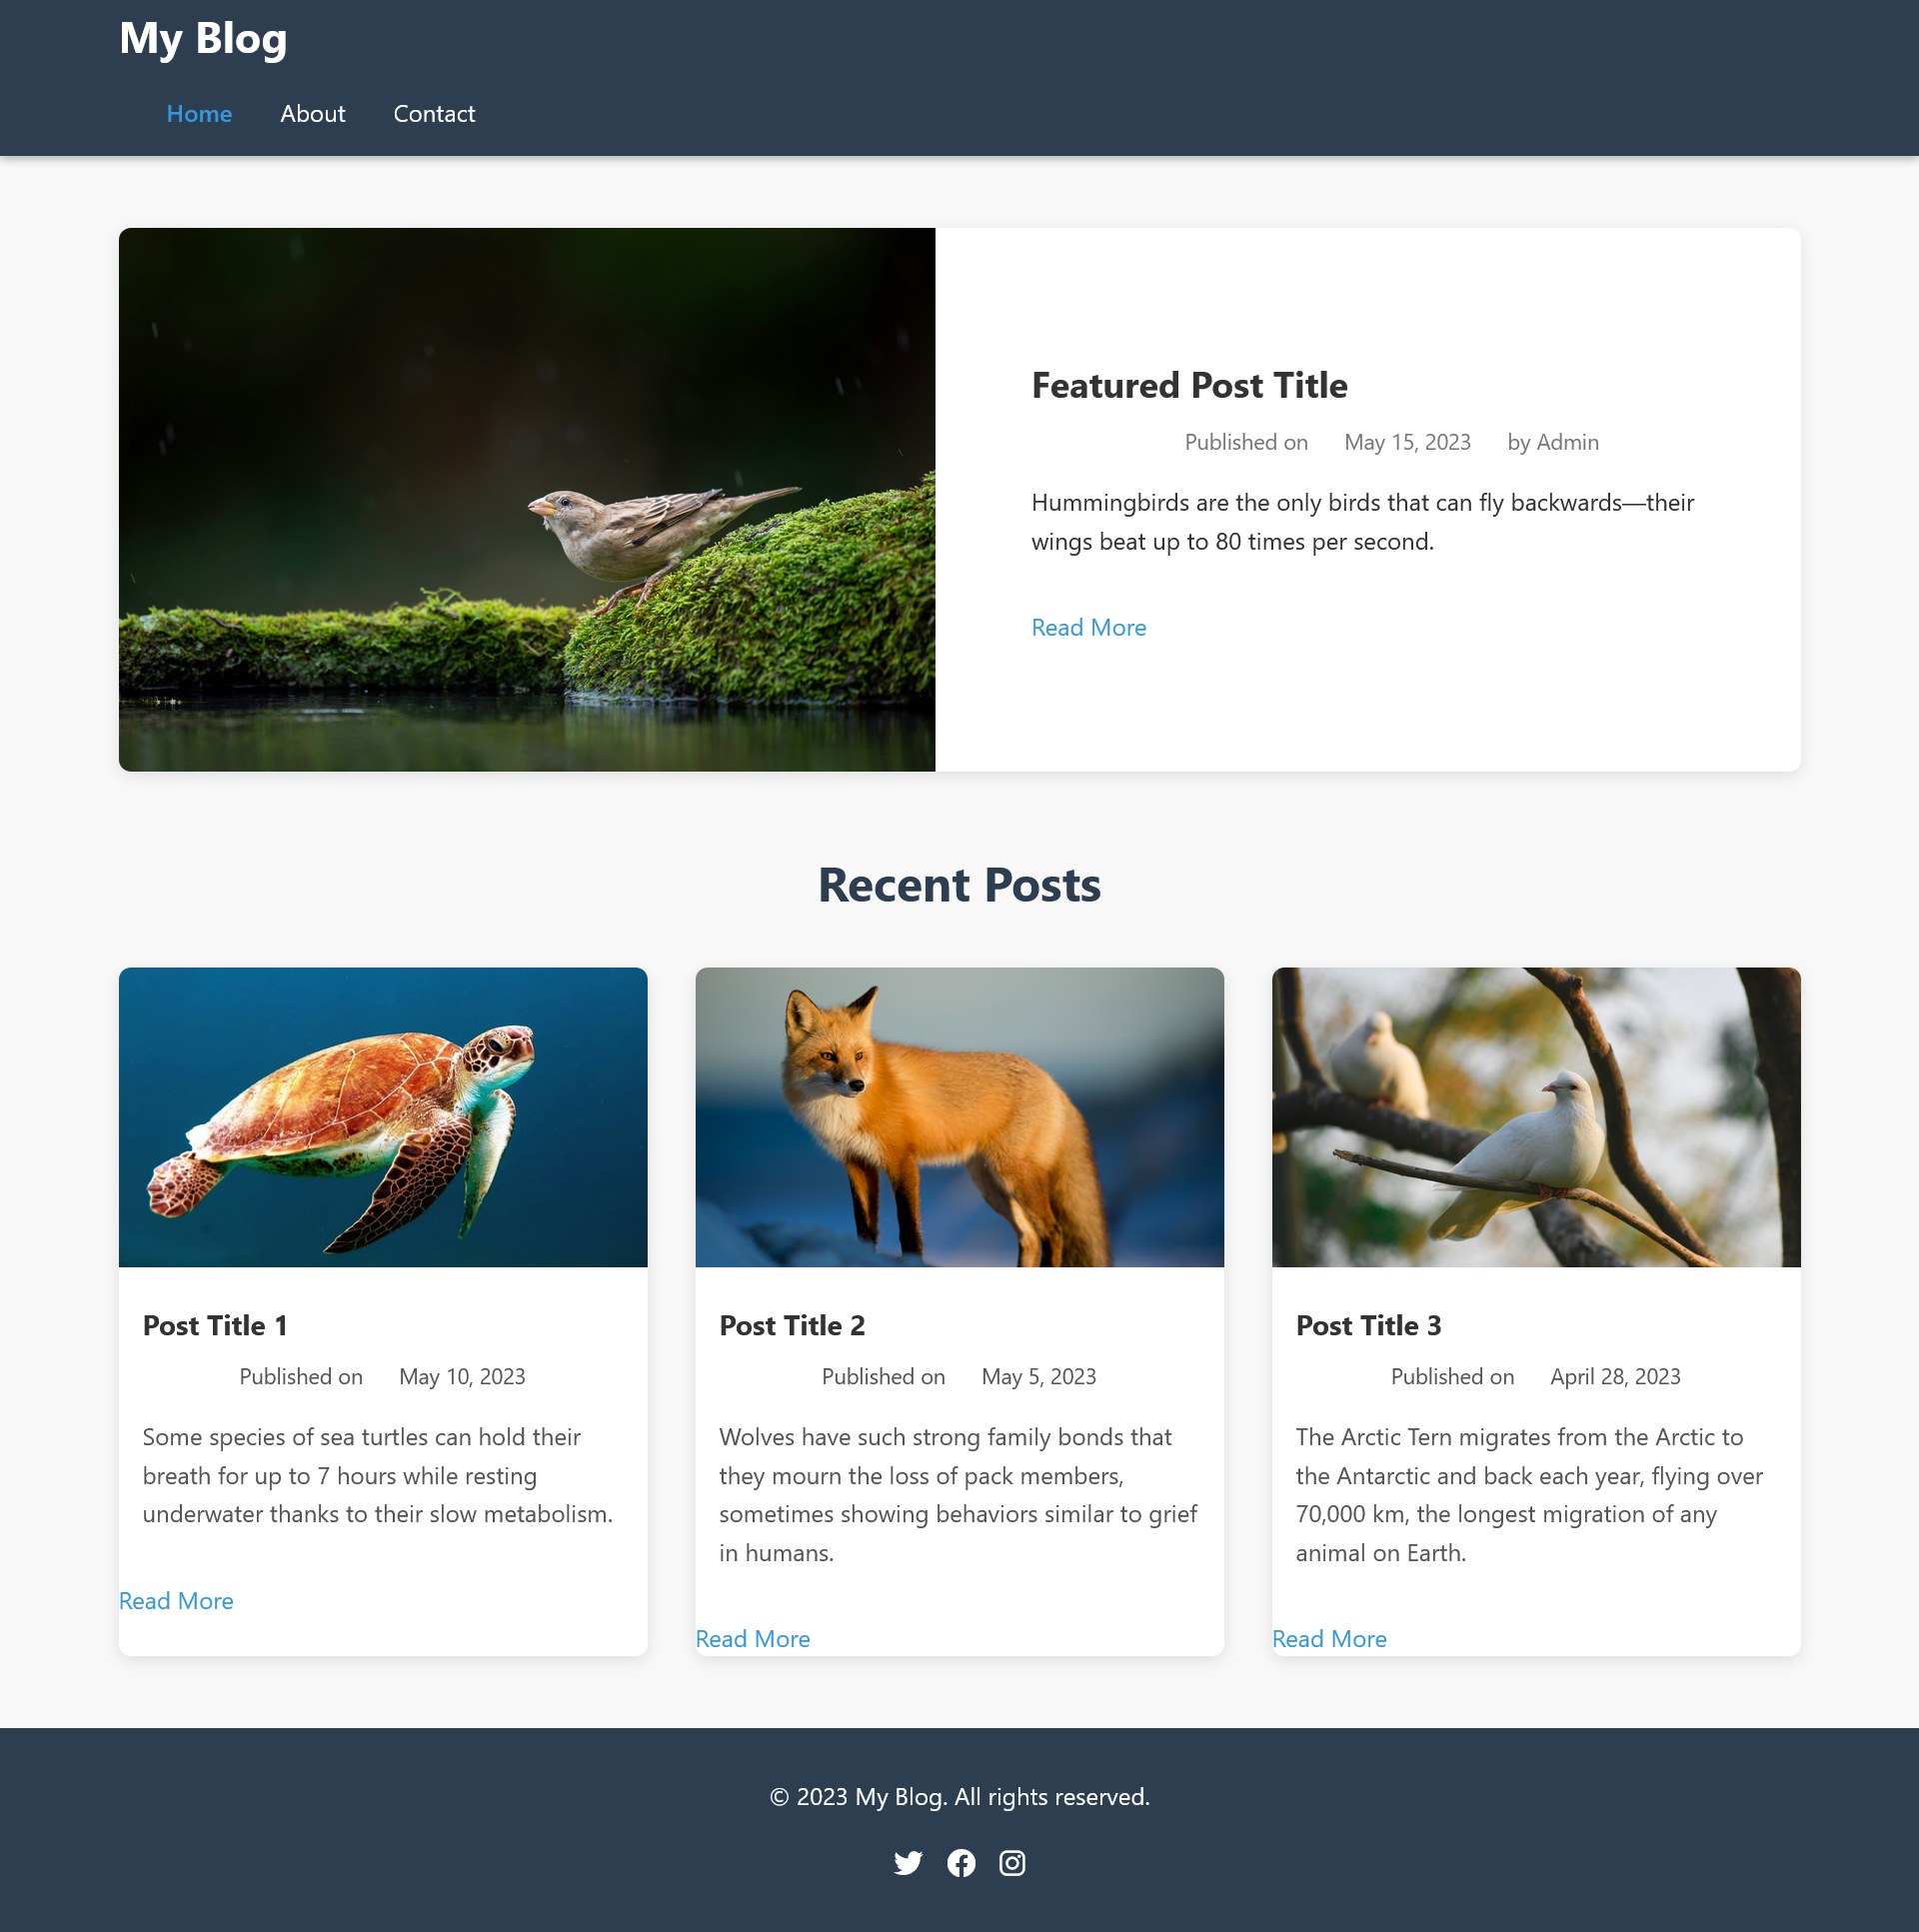 My Blog
Home About Contact
Featured Post Title
Published on May 15, 2023 by Admin
Hummingbirds are the only birds that can fly backwards—their
wings beat up to 80 times per second.
Read More
Recent Posts
Post Title 1
Published on May 10, 2023
Some species of sea turtles can hold their
breath for up to 7 hours while resting
underwater thanks to their slow metabolism.
Read More
Post Title 2
Published on May 5, 2023
Wolves have such strong family bonds that
they mourn the loss of pack members,
sometimes showing behaviors similar to grief
in humans.
Read More
Post Title 3
Published on April 28, 2023
The Arctic Tern migrates from the Arctic to
the Antarctic and back each year, flying over
70,000 km, the longest migration of any
animal on Earth.
Read More
© 2023 My Blog. All rights reserved.